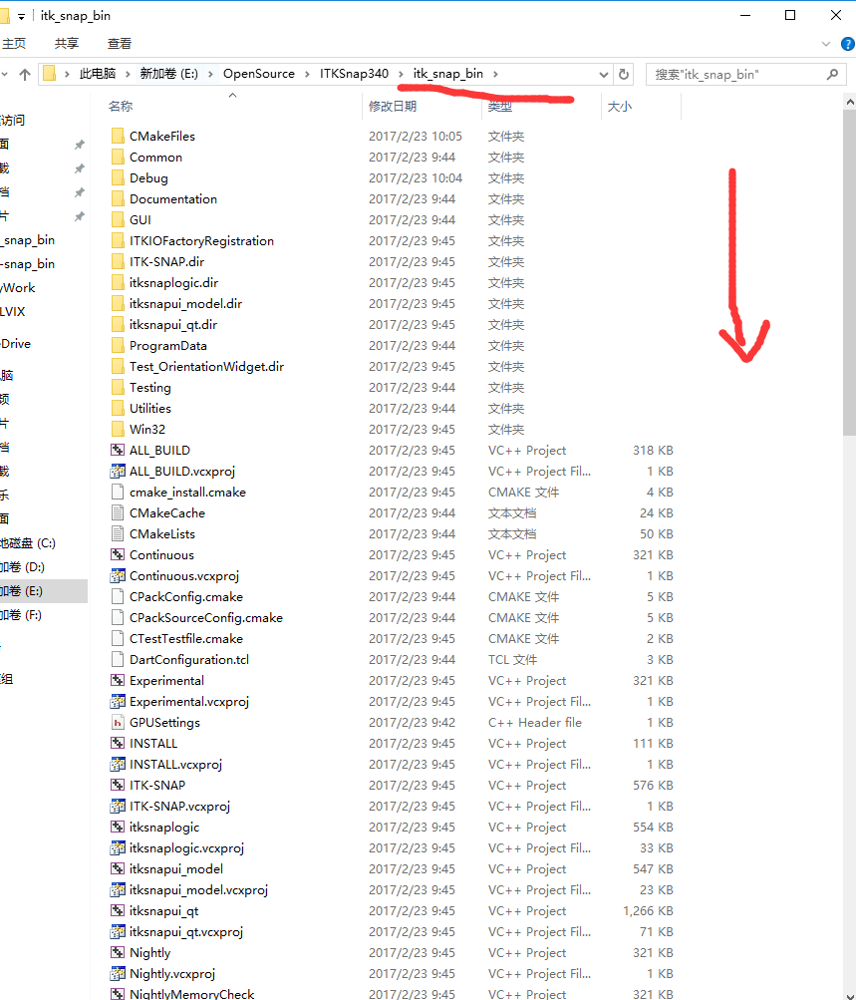 itk_snap_bin
主页 共享 查看
此电脑 新加卷 (E:) OpenSource ITKSnap340 itk_snap_bin 搜索"itk_snap_bin"
名称 修改日期 类型 大小
访问
面
载
档
片
_snap_bin
-snap_bin
yWork
LVIX
eDrive
脑
频
片
档
载
乐
面
地磁盘 (C:)
加卷 (D:)
加卷 (E:)
加卷 (F:)
组
CMakeFiles 2017/2/23 10:05 文件夹
Common 2017/2/23 9:44 文件夹
Debug 2017/2/23 10:04 文件夹
Documentation 2017/2/23 9:44 文件夹
GUI 2017/2/23 9:44 文件夹
ITKIOFactoryRegistration 2017/2/23 9:45 文件夹
ITK-SNAP.dir 2017/2/23 9:45 文件夹
itksnaplogic.dir 2017/2/23 9:45 文件夹
itksnapui_model.dir 2017/2/23 9:45 文件夹
itksnapui_qt.dir 2017/2/23 9:45 文件夹
ProgramData 2017/2/23 9:44 文件夹
Test_OrientationWidget.dir 2017/2/23 9:45 文件夹
Testing 2017/2/23 9:44 文件夹
Utilities 2017/2/23 9:44 文件夹
Win32 2017/2/23 9:45 文件夹
ALL_BUILD 2017/2/23 9:45 VC++ Project 318 KB
ALL_BUILD.vcxproj 2017/2/23 9:45 VC++ Project Fil... 1 KB
cmake_install.cmake 2017/2/23 9:45 CMAKE 文件 4 KB
CMakeCache 2017/2/23 9:44 文本文档 24 KB
CMakeLists 2017/2/23 9:44 文本文档 50 KB
Continuous 2017/2/23 9:45 VC++ Project 321 KB
Continuous.vcxproj 2017/2/23 9:45 VC++ Project Fil... 1 KB
CPackConfig.cmake 2017/2/23 9:44 CMAKE 文件 5 KB
CPackSourceConfig.cmake 2017/2/23 9:44 CMAKE 文件 5 KB
CTestTestfile.cmake 2017/2/23 9:45 CMAKE 文件 2 KB
DartConfiguration.tcl 2017/2/23 9:44 TCL 文件 3 KB
Experimental 2017/2/23 9:45 VC++ Project 321 KB
Experimental.vcxproj 2017/2/23 9:45 VC++ Project Fil... 1 KB
GPUSettings 2017/2/23 9:42 C++ Header file 1 KB
INSTALL 2017/2/23 9:45 VC++ Project 111 KB
INSTALL.vcxproj 2017/2/23 9:45 VC++ Project Fil... 1 KB
ITK-SNAP 2017/2/23 9:45 VC++ Project 576 KB
ITK-SNAP.vcxproj 2017/2/23 9:45 VC++ Project Fil... 1 KB
itksnaplogic 2017/2/23 9:45 VC++ Project 554 KB
itksnaplogic.vcxproj 2017/2/23 9:45 VC++ Project Fil... 33 KB
itksnapui_model 2017/2/23 9:45 VC++ Project 547 KB
itksnapui_model.vcxproj 2017/2/23 9:45 VC++ Project Fil... 23 KB
itksnapui_qt 2017/2/23 9:45 VC++ Project 1,266 KB
itksnapui_qt.vcxproj 2017/2/23 9:45 VC++ Project Fil... 71 KB
Nightly 2017/2/23 9:45 VC++ Project 321 KB
Nightly.vcxproj 2017/2/23 9:45 VC++ Project Fil... 1 KB
NightlyMemoryCheck 2017/2/23 9:45 VC++ Project 321 KB